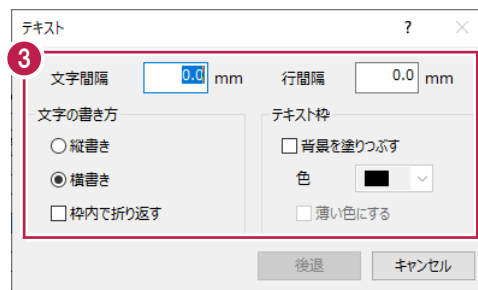 テキスト ?
3
文字間隔 0.0 mm 行間隔 0.0 mm
文字の書き方 テキスト枠
縦書き 背景を塗りつぶす
横書き 色
枠内で折り返す 薄い色にする
後退 キャンセル